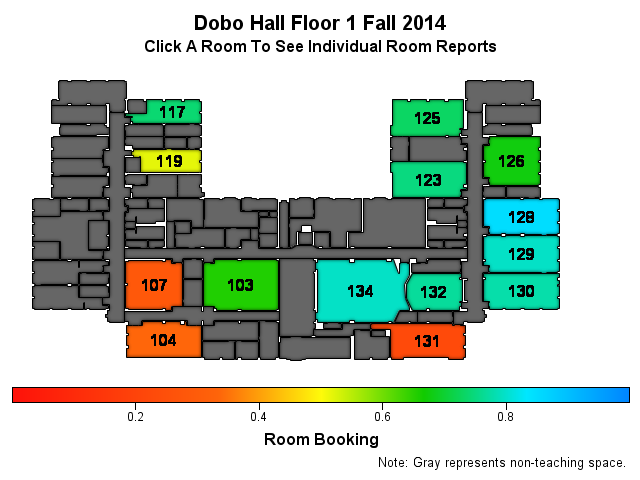 Dobo Hall Floor 1 Fall 2014
Click A Room To See Individual Room Reports
117
125
119
126
123
128
129
107
103
134
132
130
104
131
0.2 0.4 0.6 0.8
Room Booking
Note: Gray represents non-teaching space.